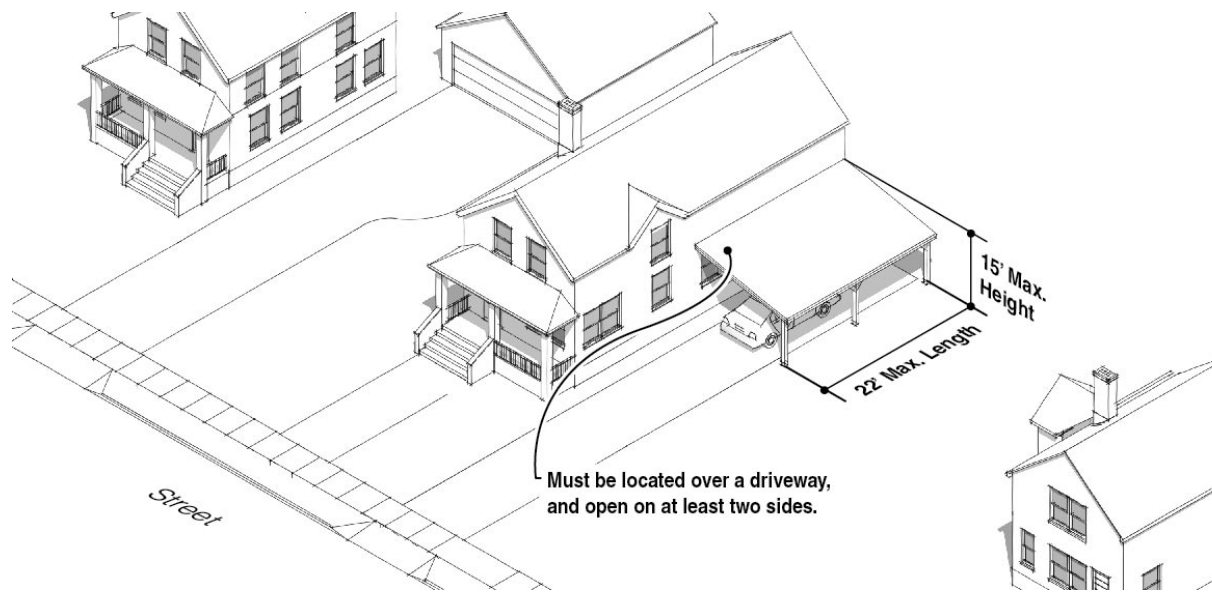 15' Max.
Height
22' Max. Length
Must be located over a driveway,
and open on at least two sides.
Street